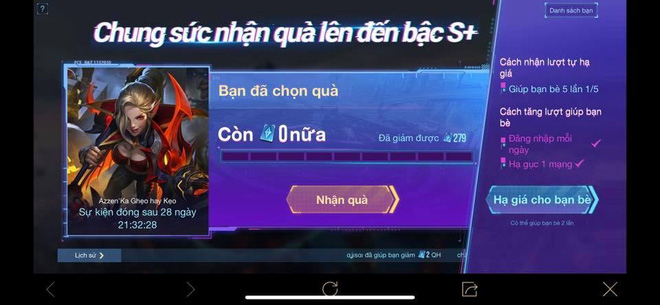 ?
Danh sách bạn
Chung sức nhận quà lên đến bậc S+
Bạn đã chọn quà
Còn 0 nữa
Đã giảm được 279
Nhận quà
Azzen'Ka Ghẹo hay Kẹo
Sự kiện đóng sau 28 ngày
21:32:28
Cách nhận lượt tự hạ
giá
Giúp bạn bè 5 lần 1/5
Cách tăng lượt giúp bạn
bè
Đăng nhập mỗi
ngày
Hạ gục 1 mạng
Hạ giá cho bạn bè
Có thể giúp bạn bè 2 lần
Lịch sử
đã giúp bạn giảm 2 QH